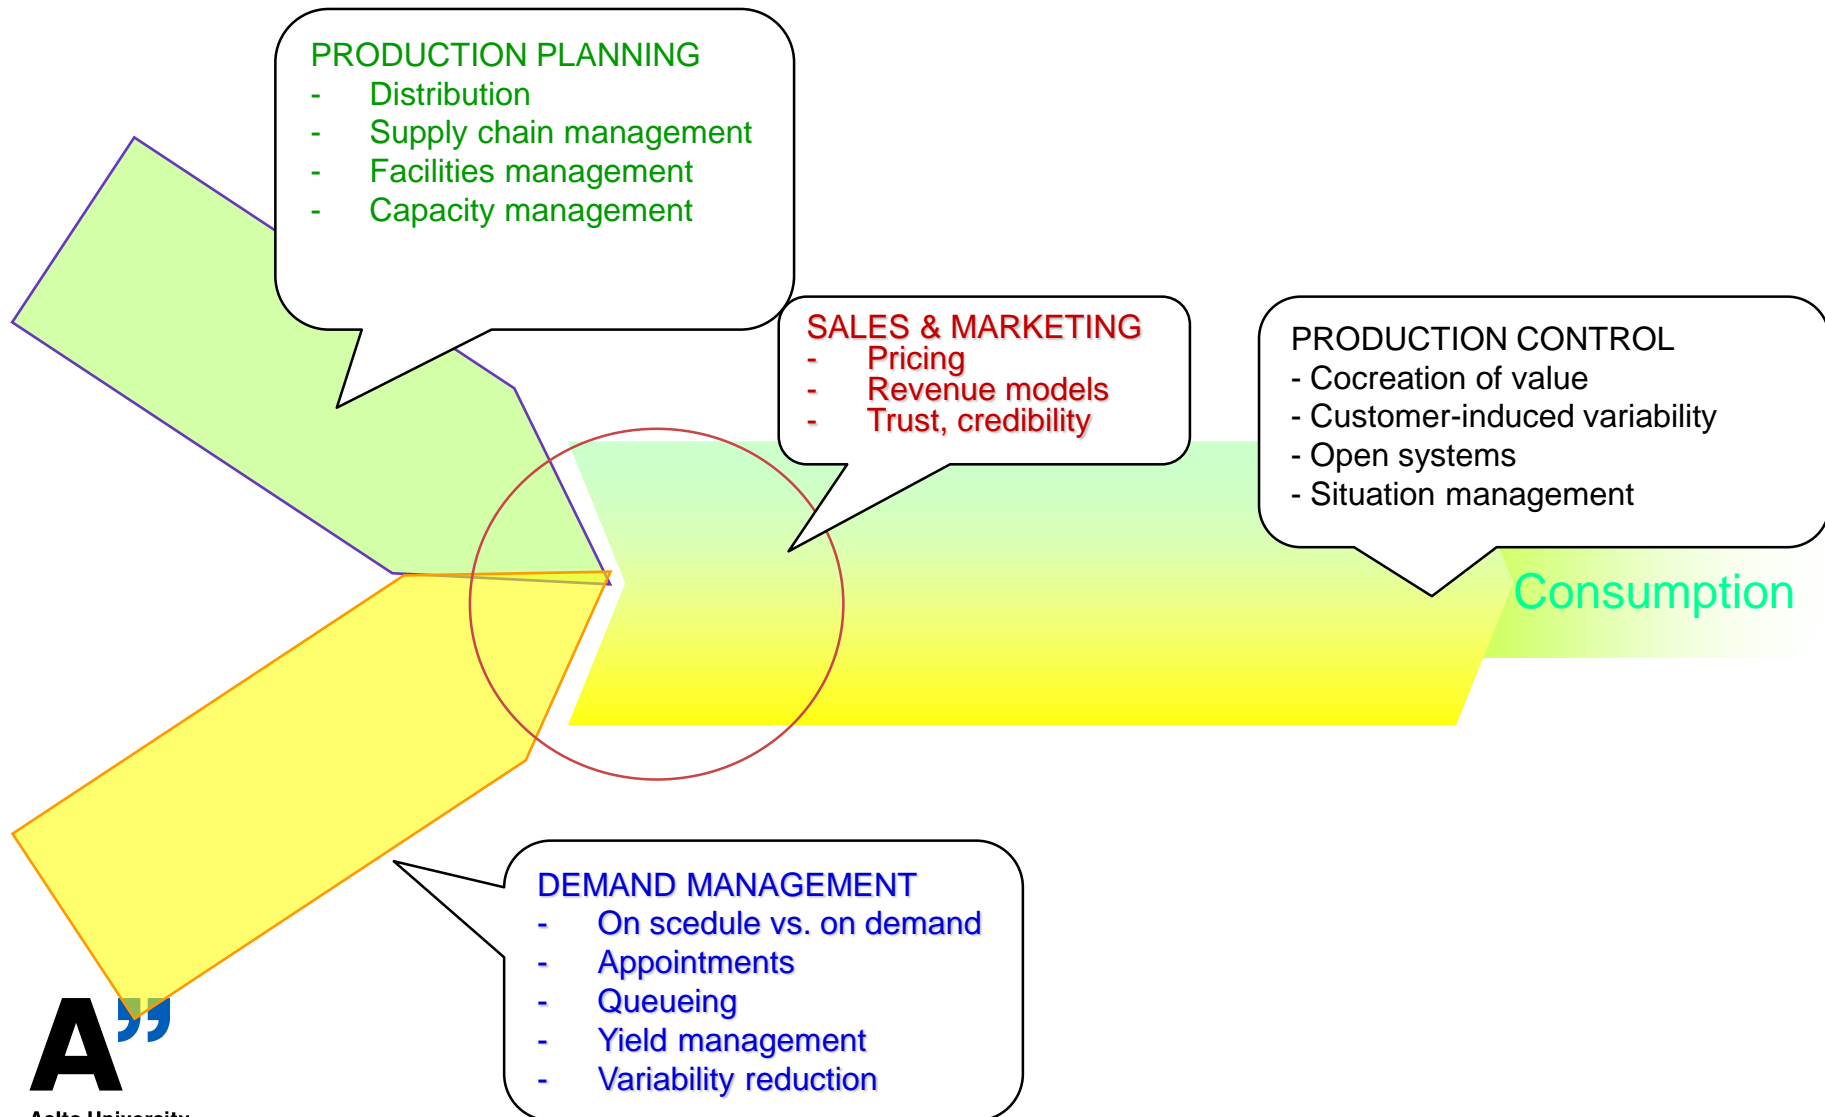 PRODUCTION PLANNING
- Distribution
- Supply chain management
- Facilities management
- Capacity management
SALES & MARKETING
- Pricing
- Revenue models
- Trust, credibility
PRODUCTION CONTROL
- Cocreation of value
- Customer-induced variability
- Open systems
- Situation management
Consumption
DEMAND MANAGEMENT
- On scedule vs. on demand
- Appointments
- Queueing
- Yield management
- Variability reduction
A”
Aalto University